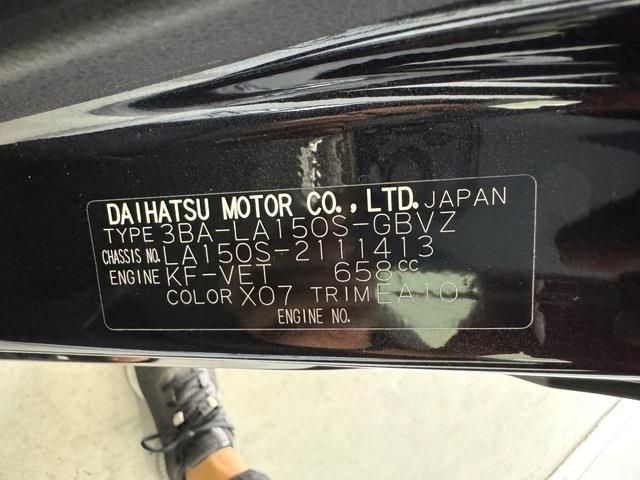 DAIHATSU MOTOR CO.,LTD. JAPAN
TYPE 3BA-LA150S-GBVZ
CHASSIS NO. LA150S-2111413
ENGINE KF-VET 658cc
COLOR X07 TRIM EA10
ENGINE NO.